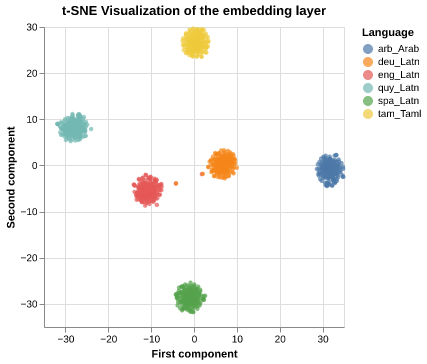 t-SNE Visualization of the embedding layer
30
20
10
0
−10
−20
−30
Second component
−30 −20 −10 0 10 20 30
First component
Language
arb_Arab
deu_Latn
eng_Latn
quy_Latn
spa_Latn
tam_Taml